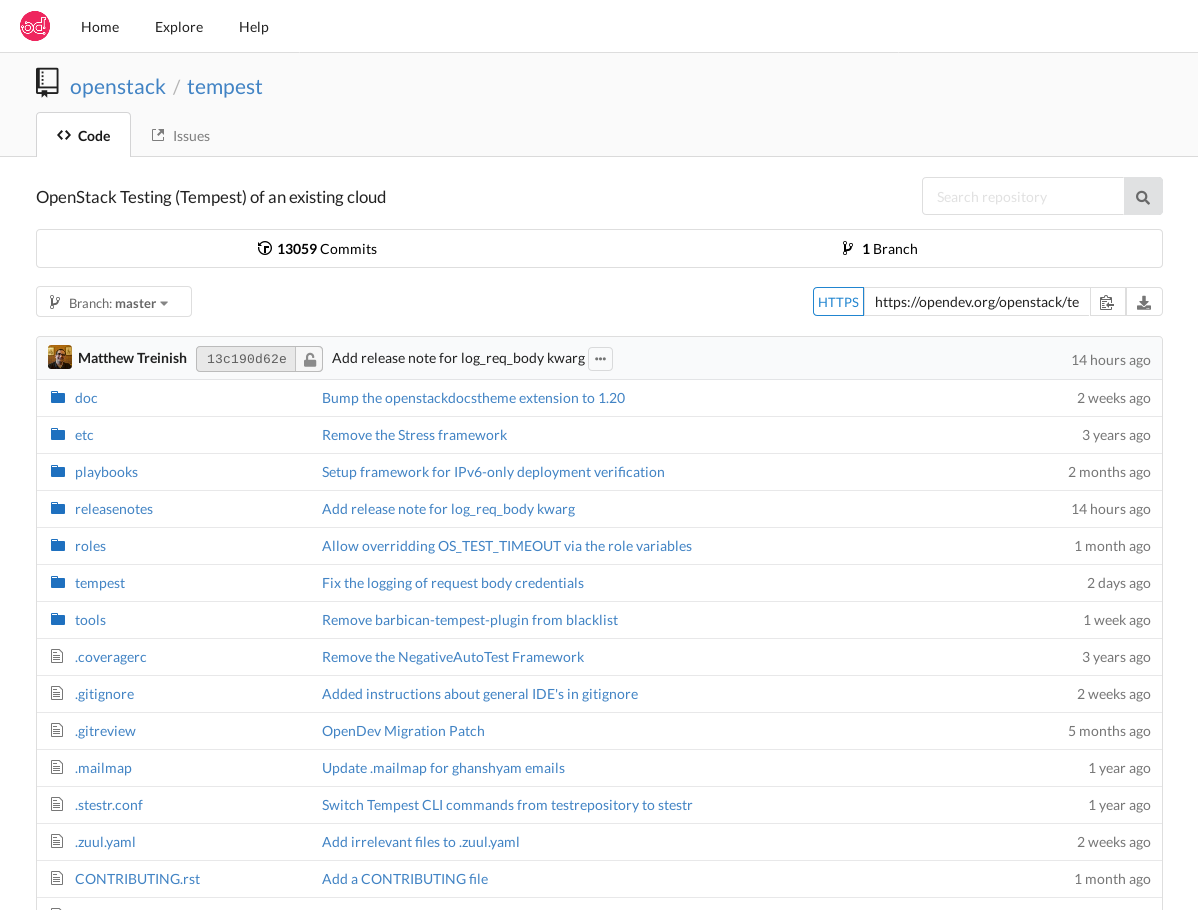 od! Home Explore Help
openstack / tempest
Code Issues
OpenStack Testing (Tempest) of an existing cloud Search repository
13059 Commits 1 Branch
Branch: master HTTPS https://opendev.org/openstack/te
Matthew Treinish 13c190d62e Add release note for log_req_body kwarg ... 14 hours ago
doc Bump the openstackdocstheme extension to 1.20 2 weeks ago
etc Remove the Stress framework 3 years ago
playbooks Setup framework for IPv6-only deployment verification 2 months ago
releasenotes Add release note for log_req_body kwarg 14 hours ago
roles Allow overridding OS_TEST_TIMEOUT via the role variables 1 month ago
tempest Fix the logging of request body credentials 2 days ago
tools Remove barbican-tempest-plugin from blacklist 1 week ago
.coveragerc Remove the NegativeAutoTest Framework 3 years ago
.gitignore Added instructions about general IDE's in gitignore 2 weeks ago
.gitreview OpenDev Migration Patch 5 months ago
.mailmap Update .mailmap for ghanshyam emails 1 year ago
.stestr.conf Switch Tempest CLI commands from testrepository to stestr 1 year ago
.zuul.yaml Add irrelevant files to .zuul.yaml 2 weeks ago
CONTRIBUTING.rst Add a CONTRIBUTING file 1 month ago